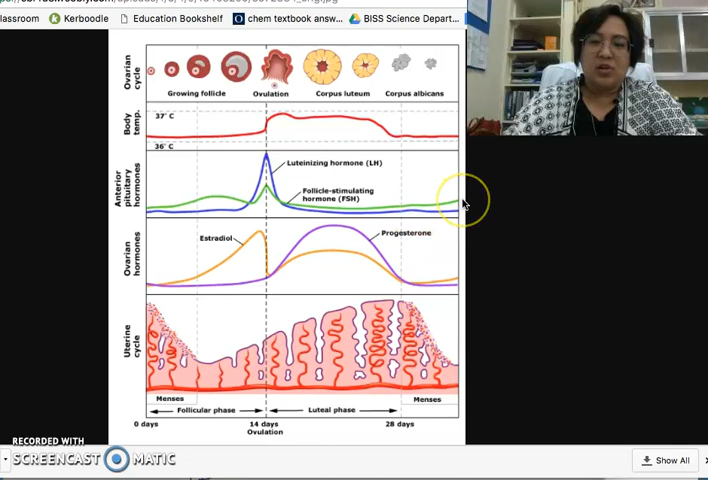 lassroom Kerboodle Education Bookshelf chem textbook answ... BISS Science Depart...
Ovarian cycle
Growing follicle Ovulation Corpus luteum Corpus albicans
Body temp.
37° C
36° C
Anterior pituitary hormones
Luteinizing hormone (LH)
Follicle-stimulating
hormone (FSH)
Ovarian hormones
Estradiol
Progesterone
Uterine cycle
Menses Menses
Follicular phase Luteal phase
0 days 14 days 28 days
Ovulation
RECORDED WITH
SCREENCAST MATIC
Show All